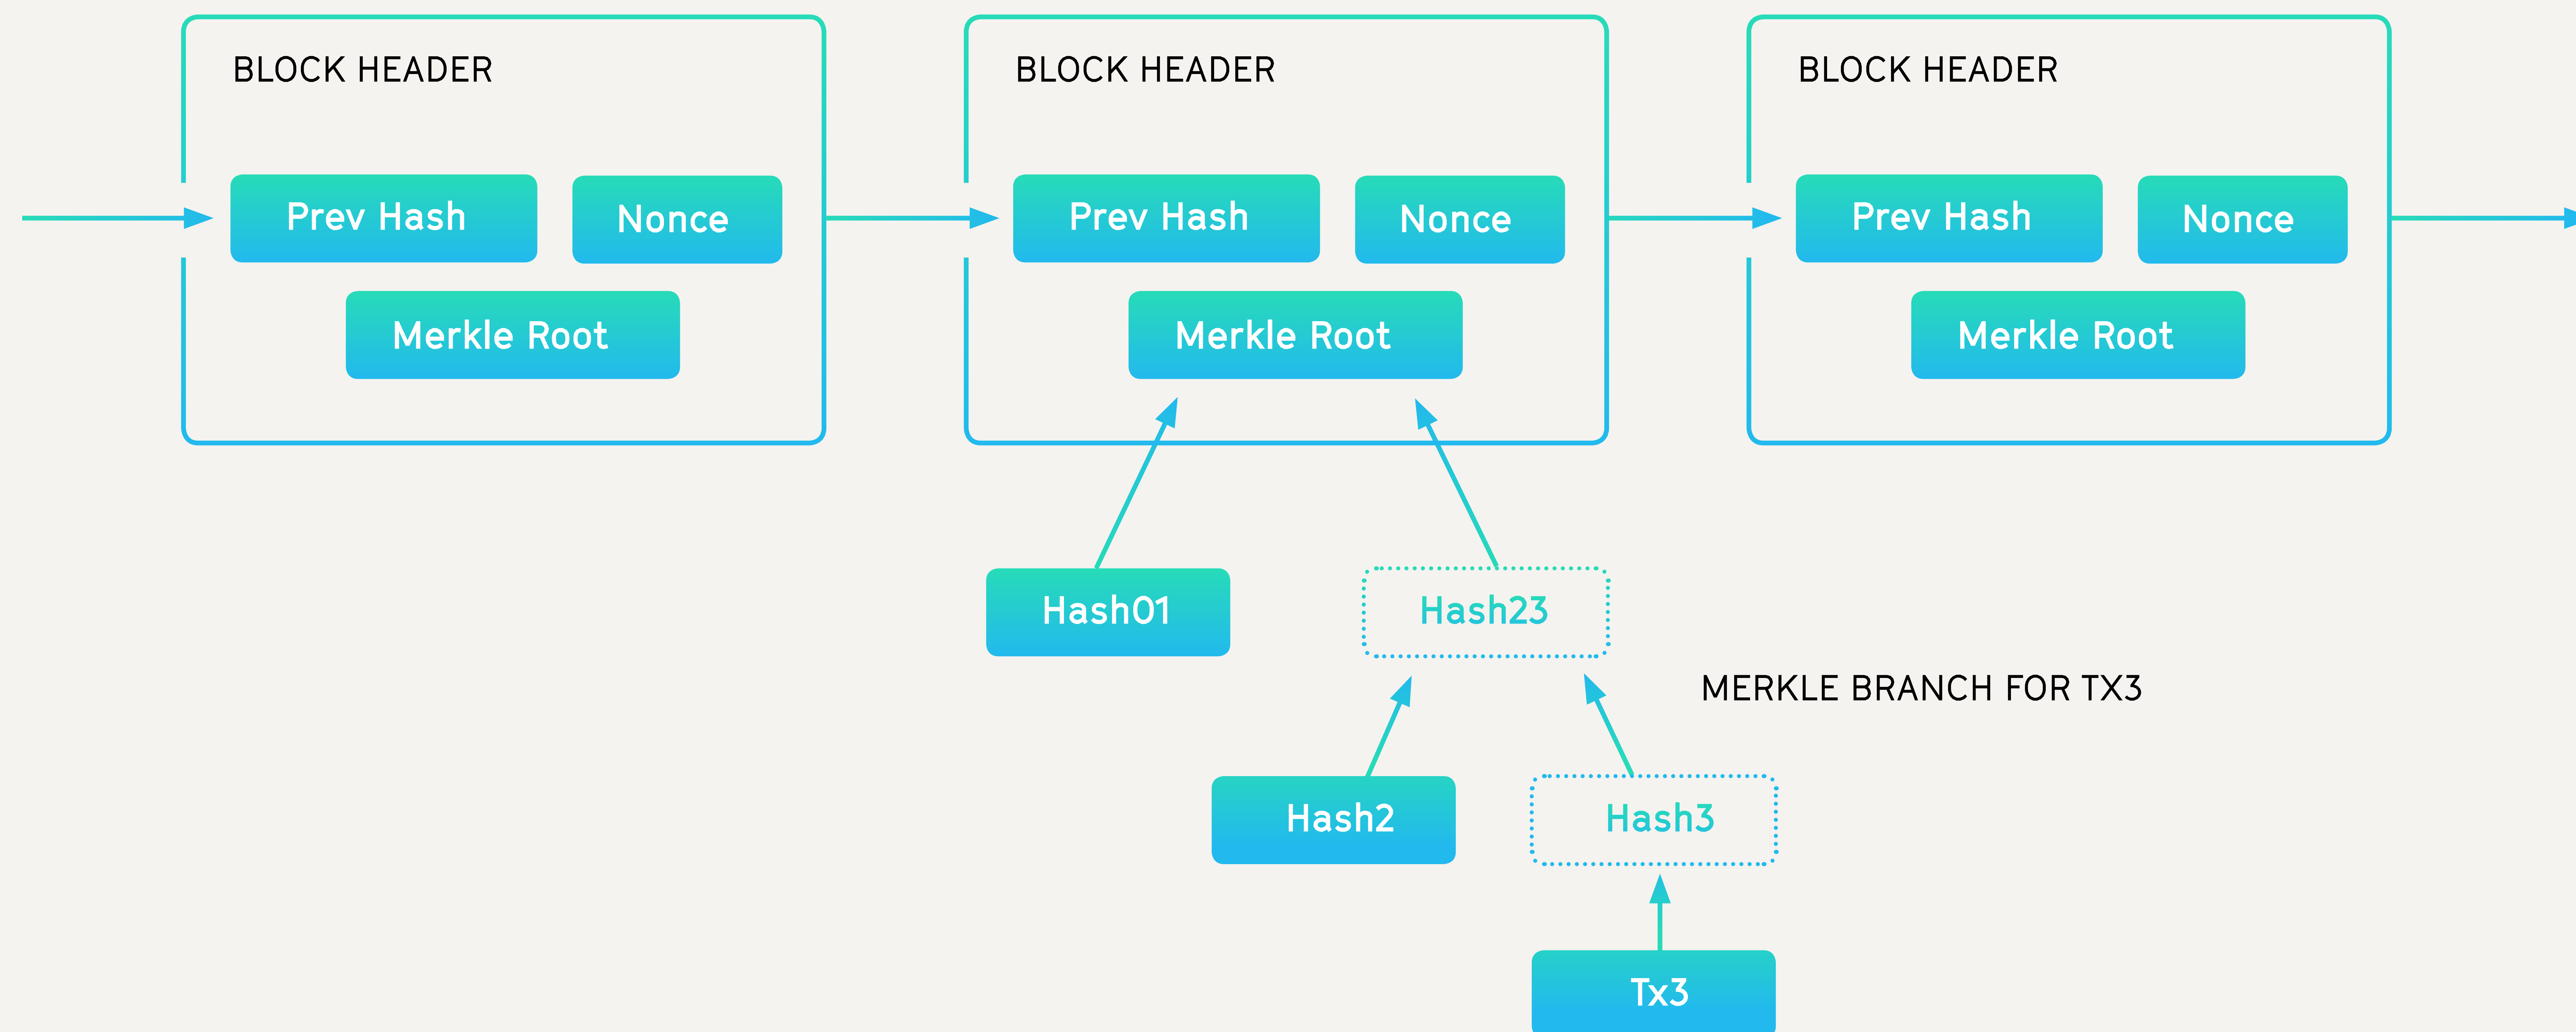 BLOCK HEADER
Prev Hash
Nonce
Merkle Root
BLOCK HEADER
Prev Hash
Nonce
Merkle Root
BLOCK HEADER
Prev Hash
Nonce
Merkle Root
Hash01
Hash23
MERKLE BRANCH FOR TX3
Hash2
Hash3
Tx3